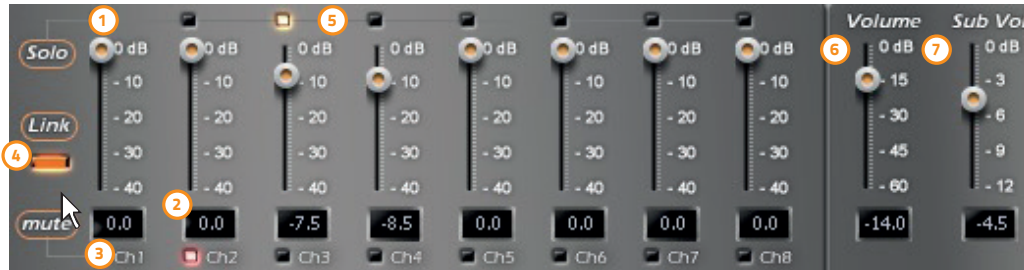 1 5 Volume Sub Vo
Solo 0 dB 0 dB 0 dB 0 dB 0 dB 0 dB 0 dB 0 dB 6 0 dB 7 0 dB
- 10 - 10 - 10 - 10 - 10 - 10 - 10 - 10 - 15 - 3
Link - 20 - 20 - 20 - 20 - 20 - 20 - 20 - 20 - 30 - 6
4 - 30 - 30 - 30 - 30 - 30 - 30 - 30 - 30 - 45 - 9
- 40 - 40 - 40 - 40 - 40 - 40 - 40 - 40 - 60 - 12
2
mute 0.0 0.0 -7.5 -8.5 0.0 0.0 0.0 0.0 -14.0 -4.5
3 Ch1 Ch2 Ch3 Ch4 Ch5 Ch6 Ch7 Ch8